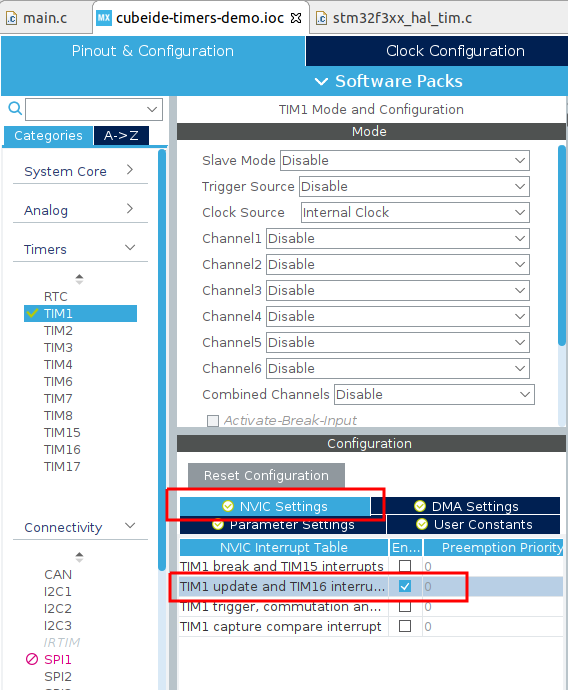 main.c
cubeide-timers-demo.ioc
stm32f3xx_hal_tim.c
Pinout & Configuration
Clock Configuration
Software Packs
Categories
A->Z
System Core
Analog
Timers
RTC
TIM1
TIM2
TIM3
TIM4
TIM6
TIM7
TIM8
TIM15
TIM16
TIM17
Connectivity
CAN
I2C1
I2C2
I2C3
IRTIM
SPI1
SPI2
TIM1 Mode and Configuration
Mode
Slave Mode Disable
Trigger Source Disable
Clock Source Internal Clock
Channel1 Disable
Channel2 Disable
Channel3 Disable
Channel4 Disable
Channel5 Disable
Channel6 Disable
Combined Channels Disable
Activate-Break-Input
Configuration
Reset Configuration
NVIC Settings
DMA Settings
Parameter Settings
User Constants
NVIC Interrupt Table En... Preemption Priority
TIM1 break and TIM15 interrupts 0
TIM1 update and TIM16 interru... 0
TIM1 trigger, commutation an... 0
TIM1 capture compare interrupt 0